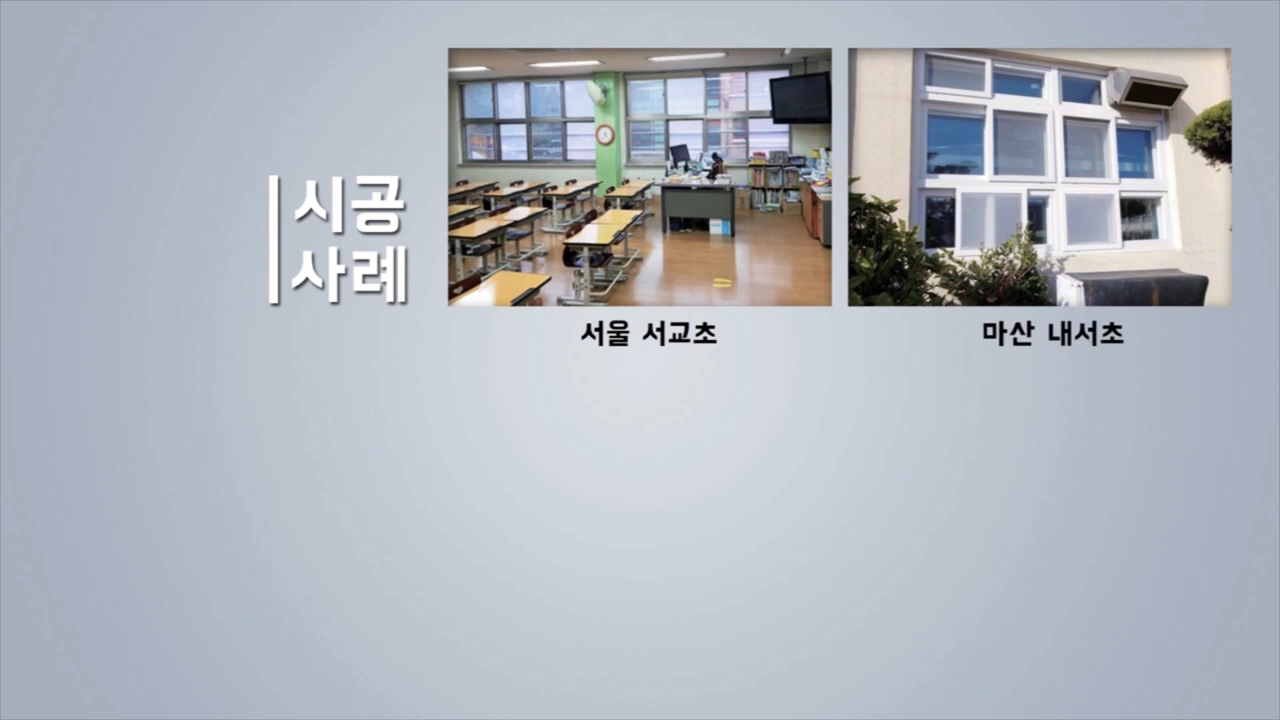 시공
사례
서울 서교초
마산 내서초